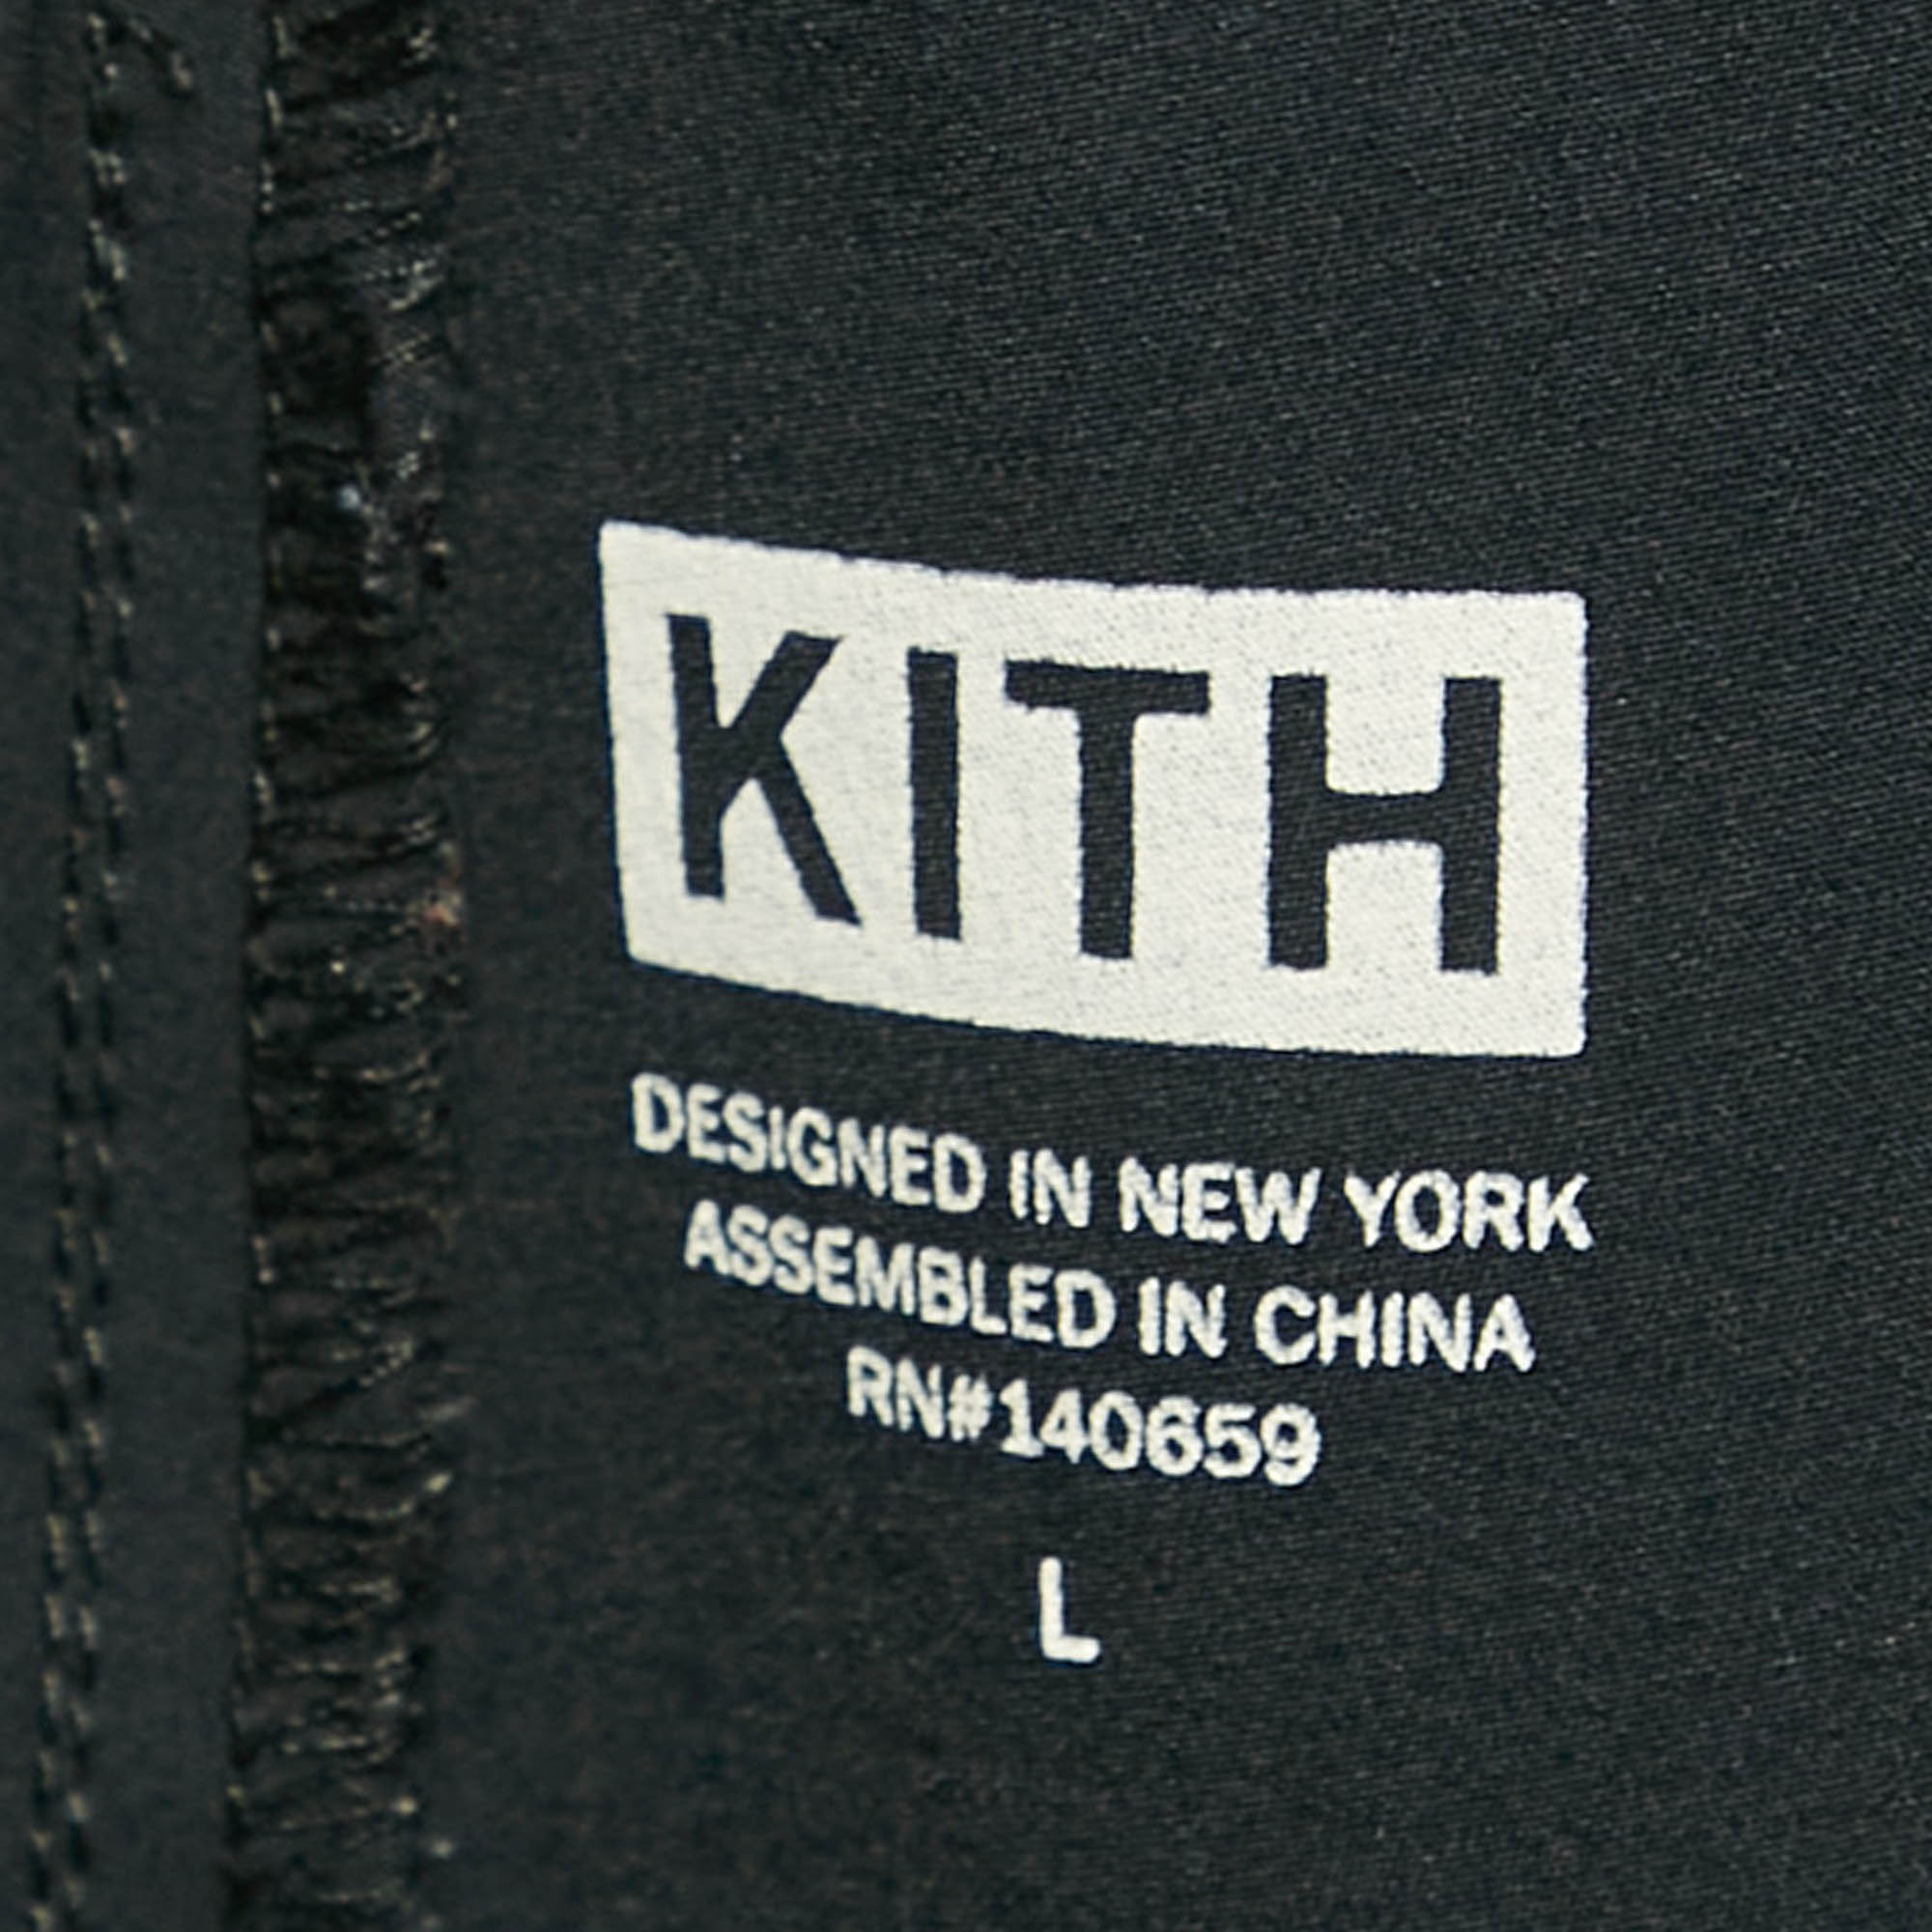 KITH
DESIGNED IN NEW YORK
ASSEMBLED IN CHINA
RN#140659
L